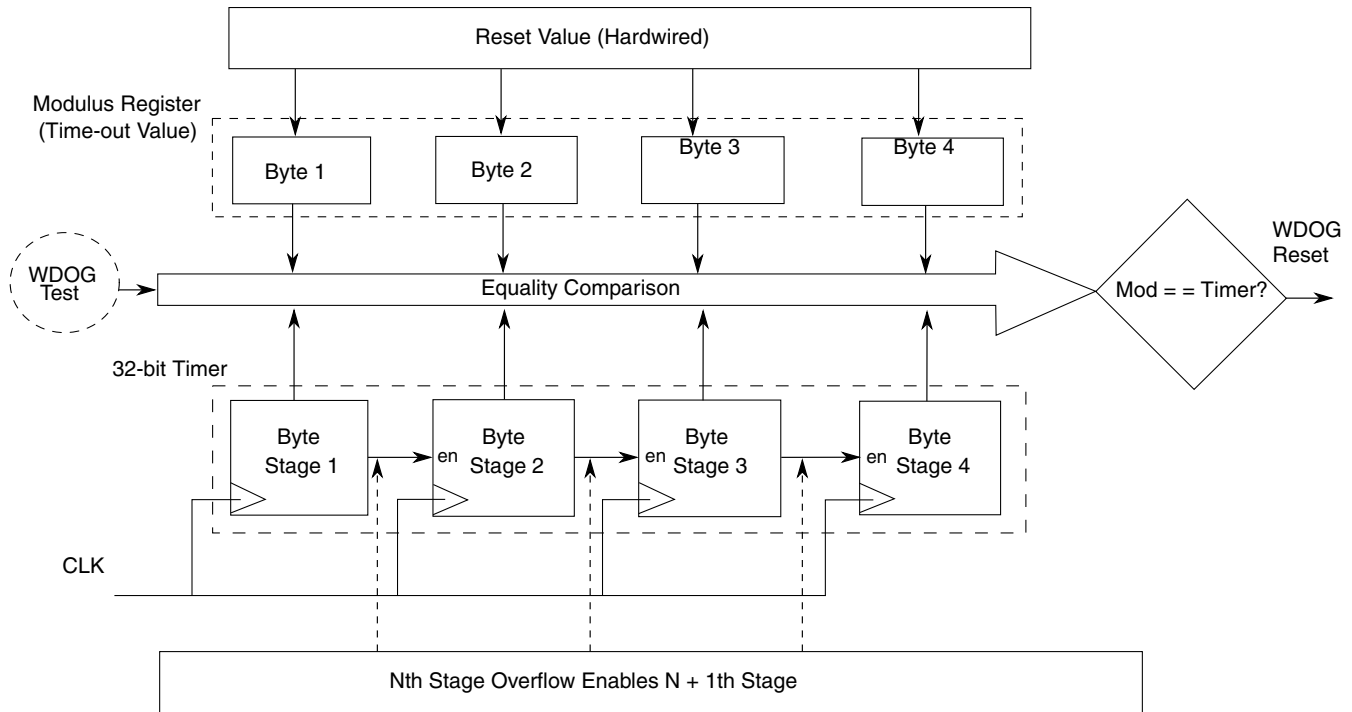 Reset Value (Hardwired)
Modulus Register
(Time-out Value)
Byte 1
Byte 2
Byte 3
Byte 4
WDOG
Test
Equality Comparison
Mod = = Timer?
WDOG
Reset
32-bit Timer
Byte
Stage 1
en
Byte
Stage 2
en
Byte
Stage 3
en
Byte
Stage 4
CLK
Nth Stage Overflow Enables N + 1th Stage